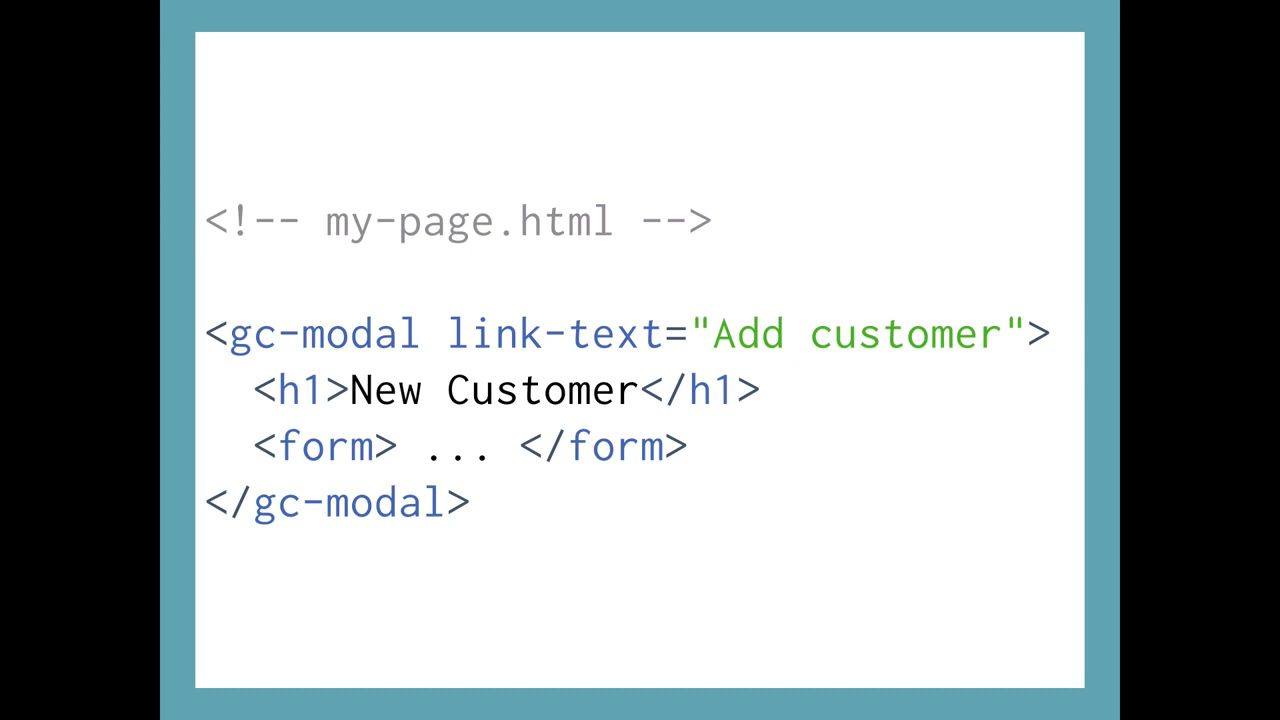 <!-- my-page.html -->
<gc-modal link-text="Add customer">
<h1>New Customer</h1>
<form> ... </form>
</gc-modal>